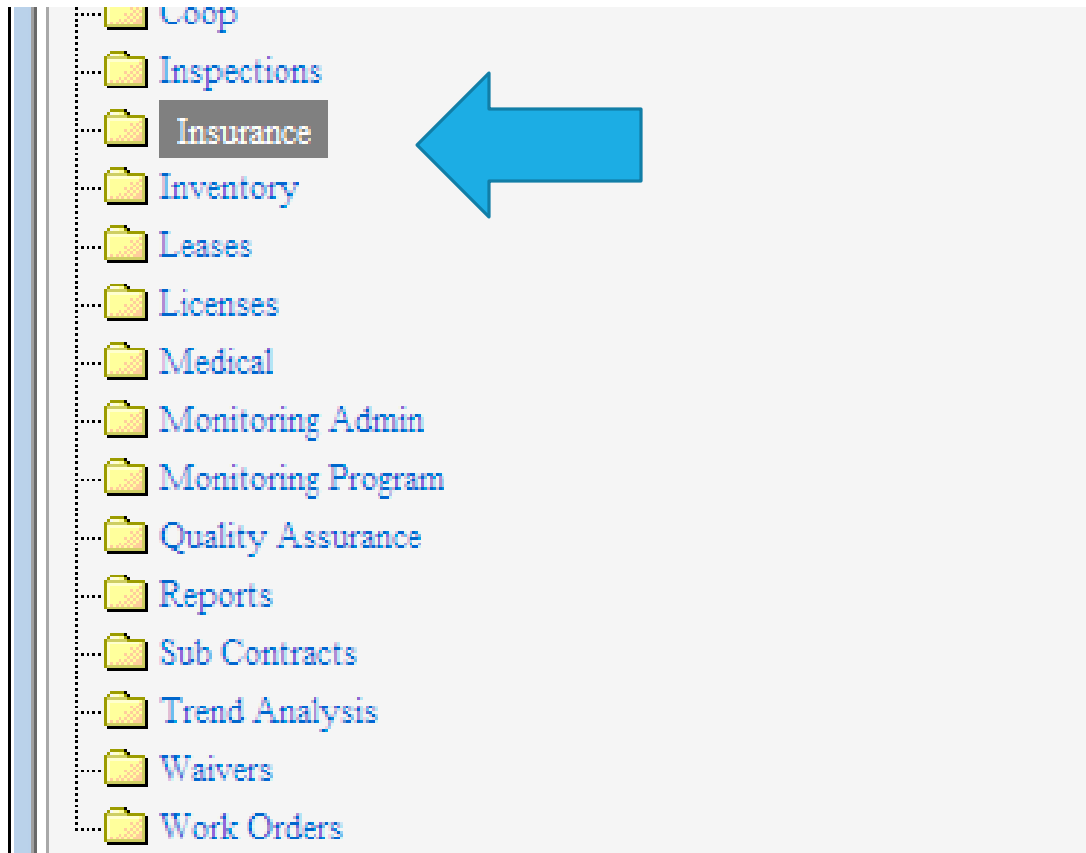 Coop
Inspections
Insurance
Inventory
Leases
Licenses
Medical
Monitoring Admin
Monitoring Program
Quality Assurance
Reports
Sub Contracts
Trend Analysis
Waivers
Work Orders